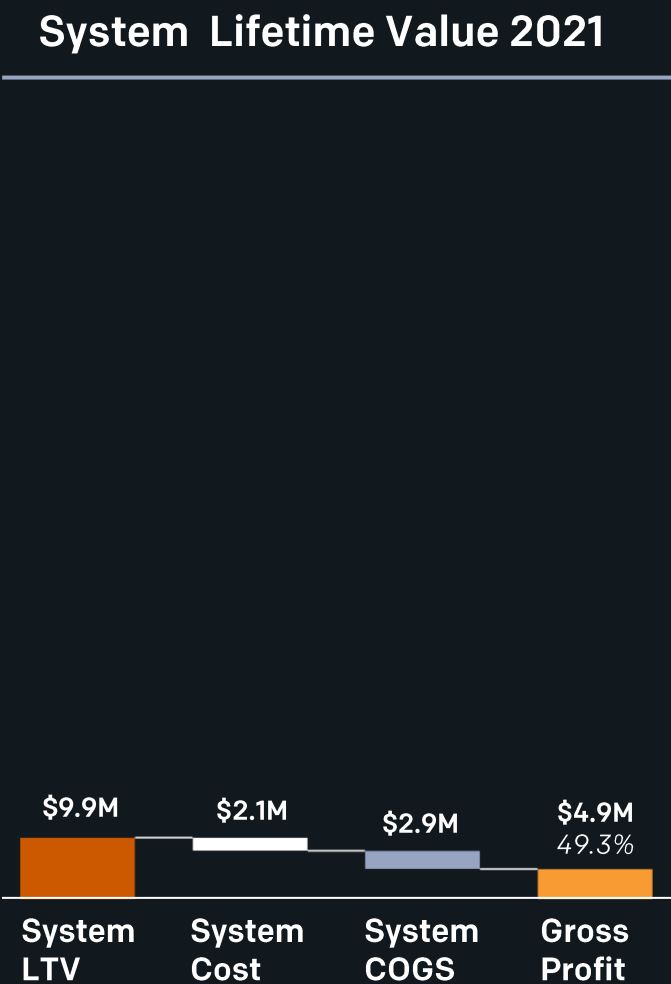 System  Lifetime Value 2021
$9.9M
$2.1M
$2.9M
$4.9M
49.3%
System LTV
System Cost
System COGS
Gross Profit